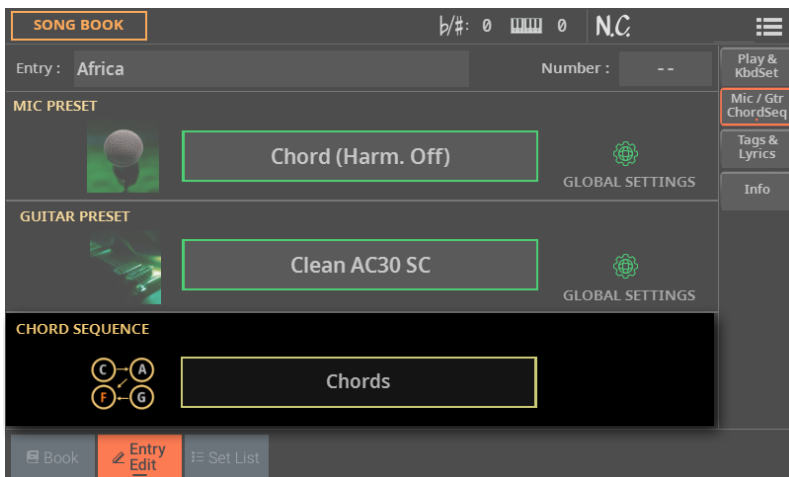 SONG BOOK
♭/#: 0
0
N.C.
Entry : Africa
Number : --
Play & KbdSet
MIC PRESET
Mic / Gtr ChordSeq
Chord (Harm. Off)
GLOBAL SETTINGS
Tags & Lyrics
Info
GUITAR PRESET
Clean AC30 SC
GLOBAL SETTINGS
CHORD SEQUENCE
C A
F G
Chords
Book
Entry Edit
Set List